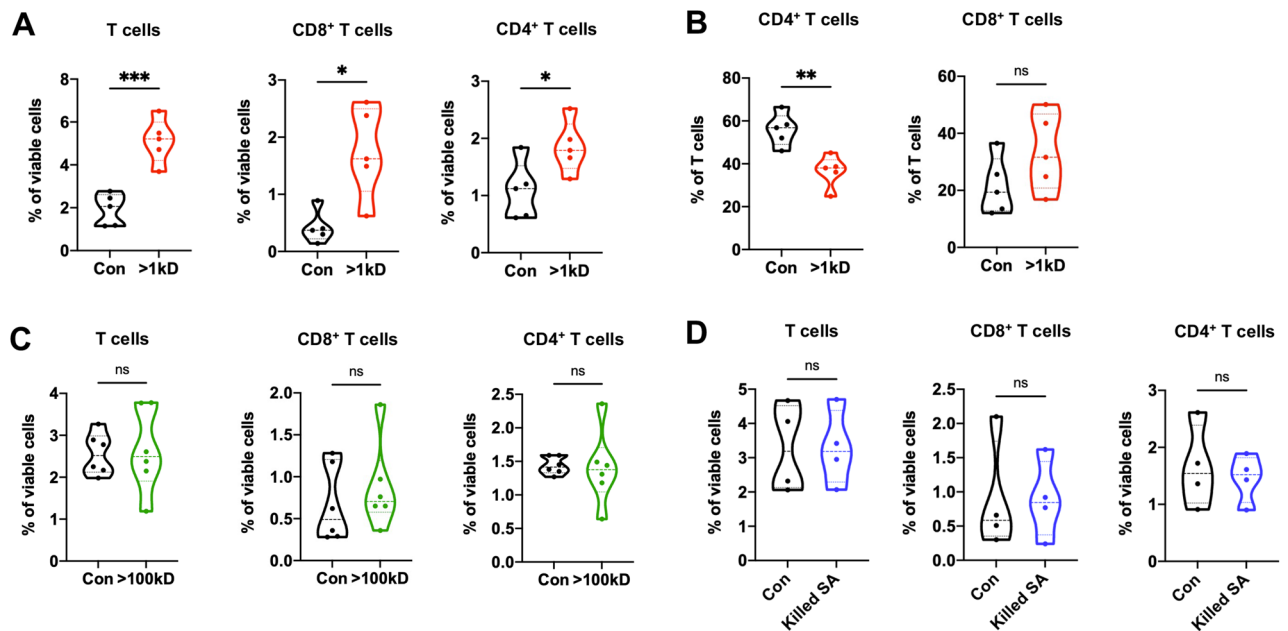 A
T cells
CD8+ T cells
CD4+ T cells
% of viable cells
8
6
4
2
0
***
Con >1kD
% of viable cells
3
2
1
0
*
Con >1kD
% of viable cells
3
2
1
0
*
Con >1kD
B
CD4+ T cells
CD8+ T cells
% of T cells
80
60
40
20
0
**
Con >1kD
% of T cells
60
40
20
0
ns
Con >1kD
C
T cells
CD8+ T cells
CD4+ T cells
% of viable cells
4
3
2
1
0
ns
Con >100kD
% of viable cells
2.0
1.5
1.0
0.5
0.0
ns
Con >100kD
% of viable cells
2.5
2.0
1.5
1.0
0.5
0.0
ns
Con >100kD
D
T cells
CD8+ T cells
CD4+ T cells
% of viable cells
5
4
3
2
1
0
ns
Con
Killed SA
% of viable cells
2.5
2.0
1.5
1.0
0.5
0.0
ns
Con
Killed SA
% of viable cells
3
2
1
0
ns
Con
Killed SA